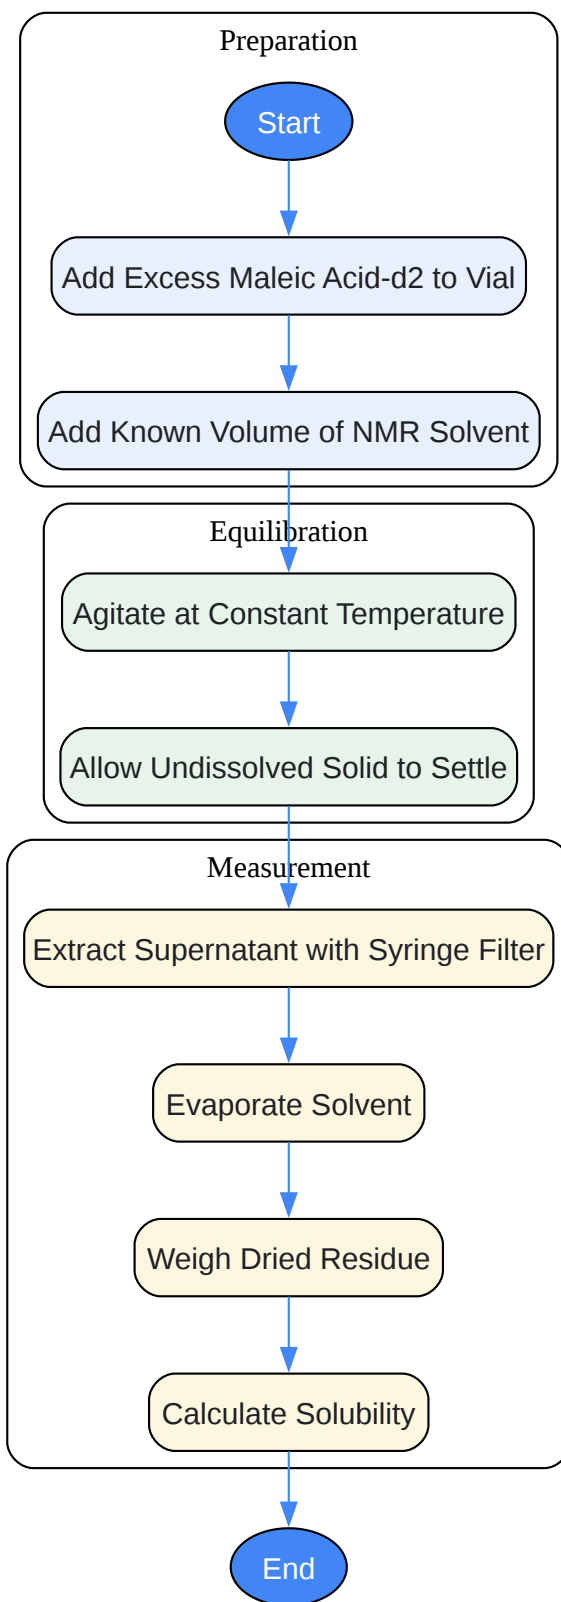 Preparation
Start
Add Excess Maleic Acid-d2 to Vial
Add Known Volume of NMR Solvent
Equilibration
Agitate at Constant Temperature
Allow Undissolved Solid to Settle
Measurement
Extract Supernatant with Syringe Filter
Evaporate Solvent
Weigh Dried Residue
Calculate Solubility
End